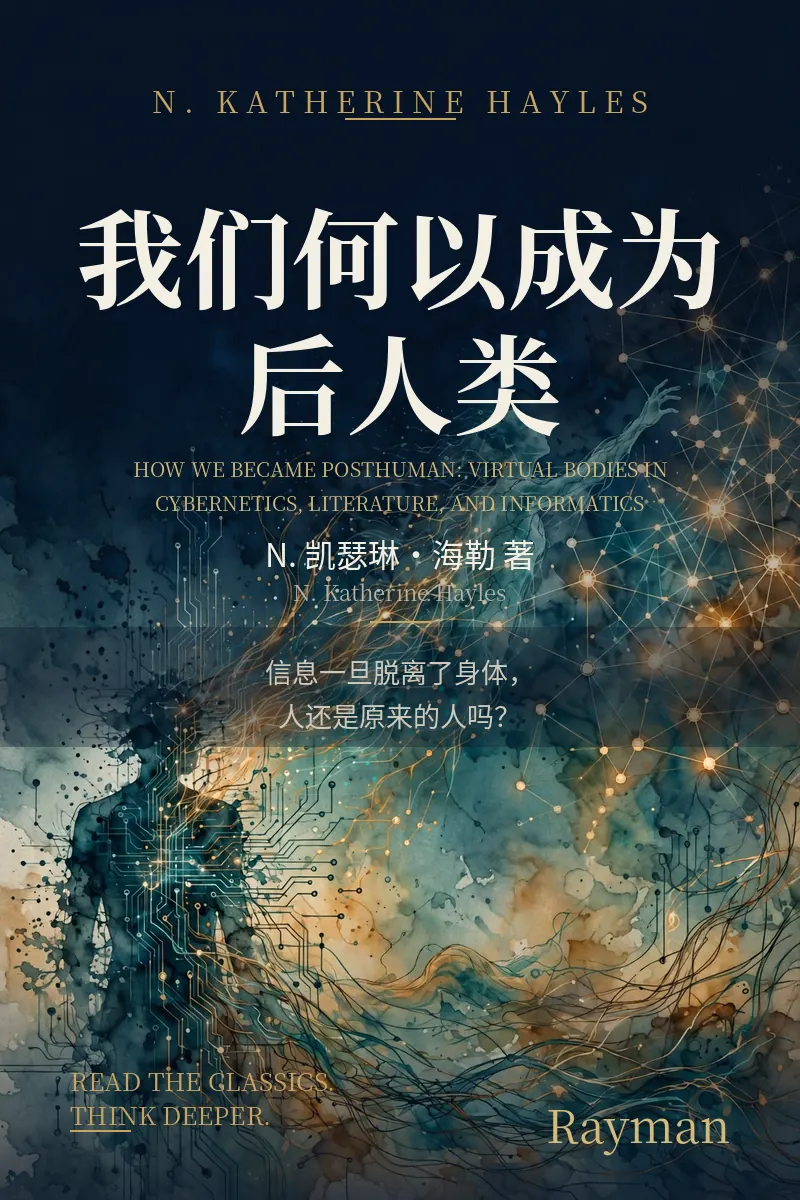 N. KATHERINE HAYLES
我们何以成为
后人类
HOW WE BECAME POSTHUMAN: VIRTUAL BODIES IN
CYBERNETICS, LITERATURE, AND INFORMATICS
N. 凯瑟琳·海勒 著
N. Katherine Hayles
信息一旦脱离了身体，
人还是原来的人吗？
READ THE CLASSICS.
THINK DEEPER.
Rayman